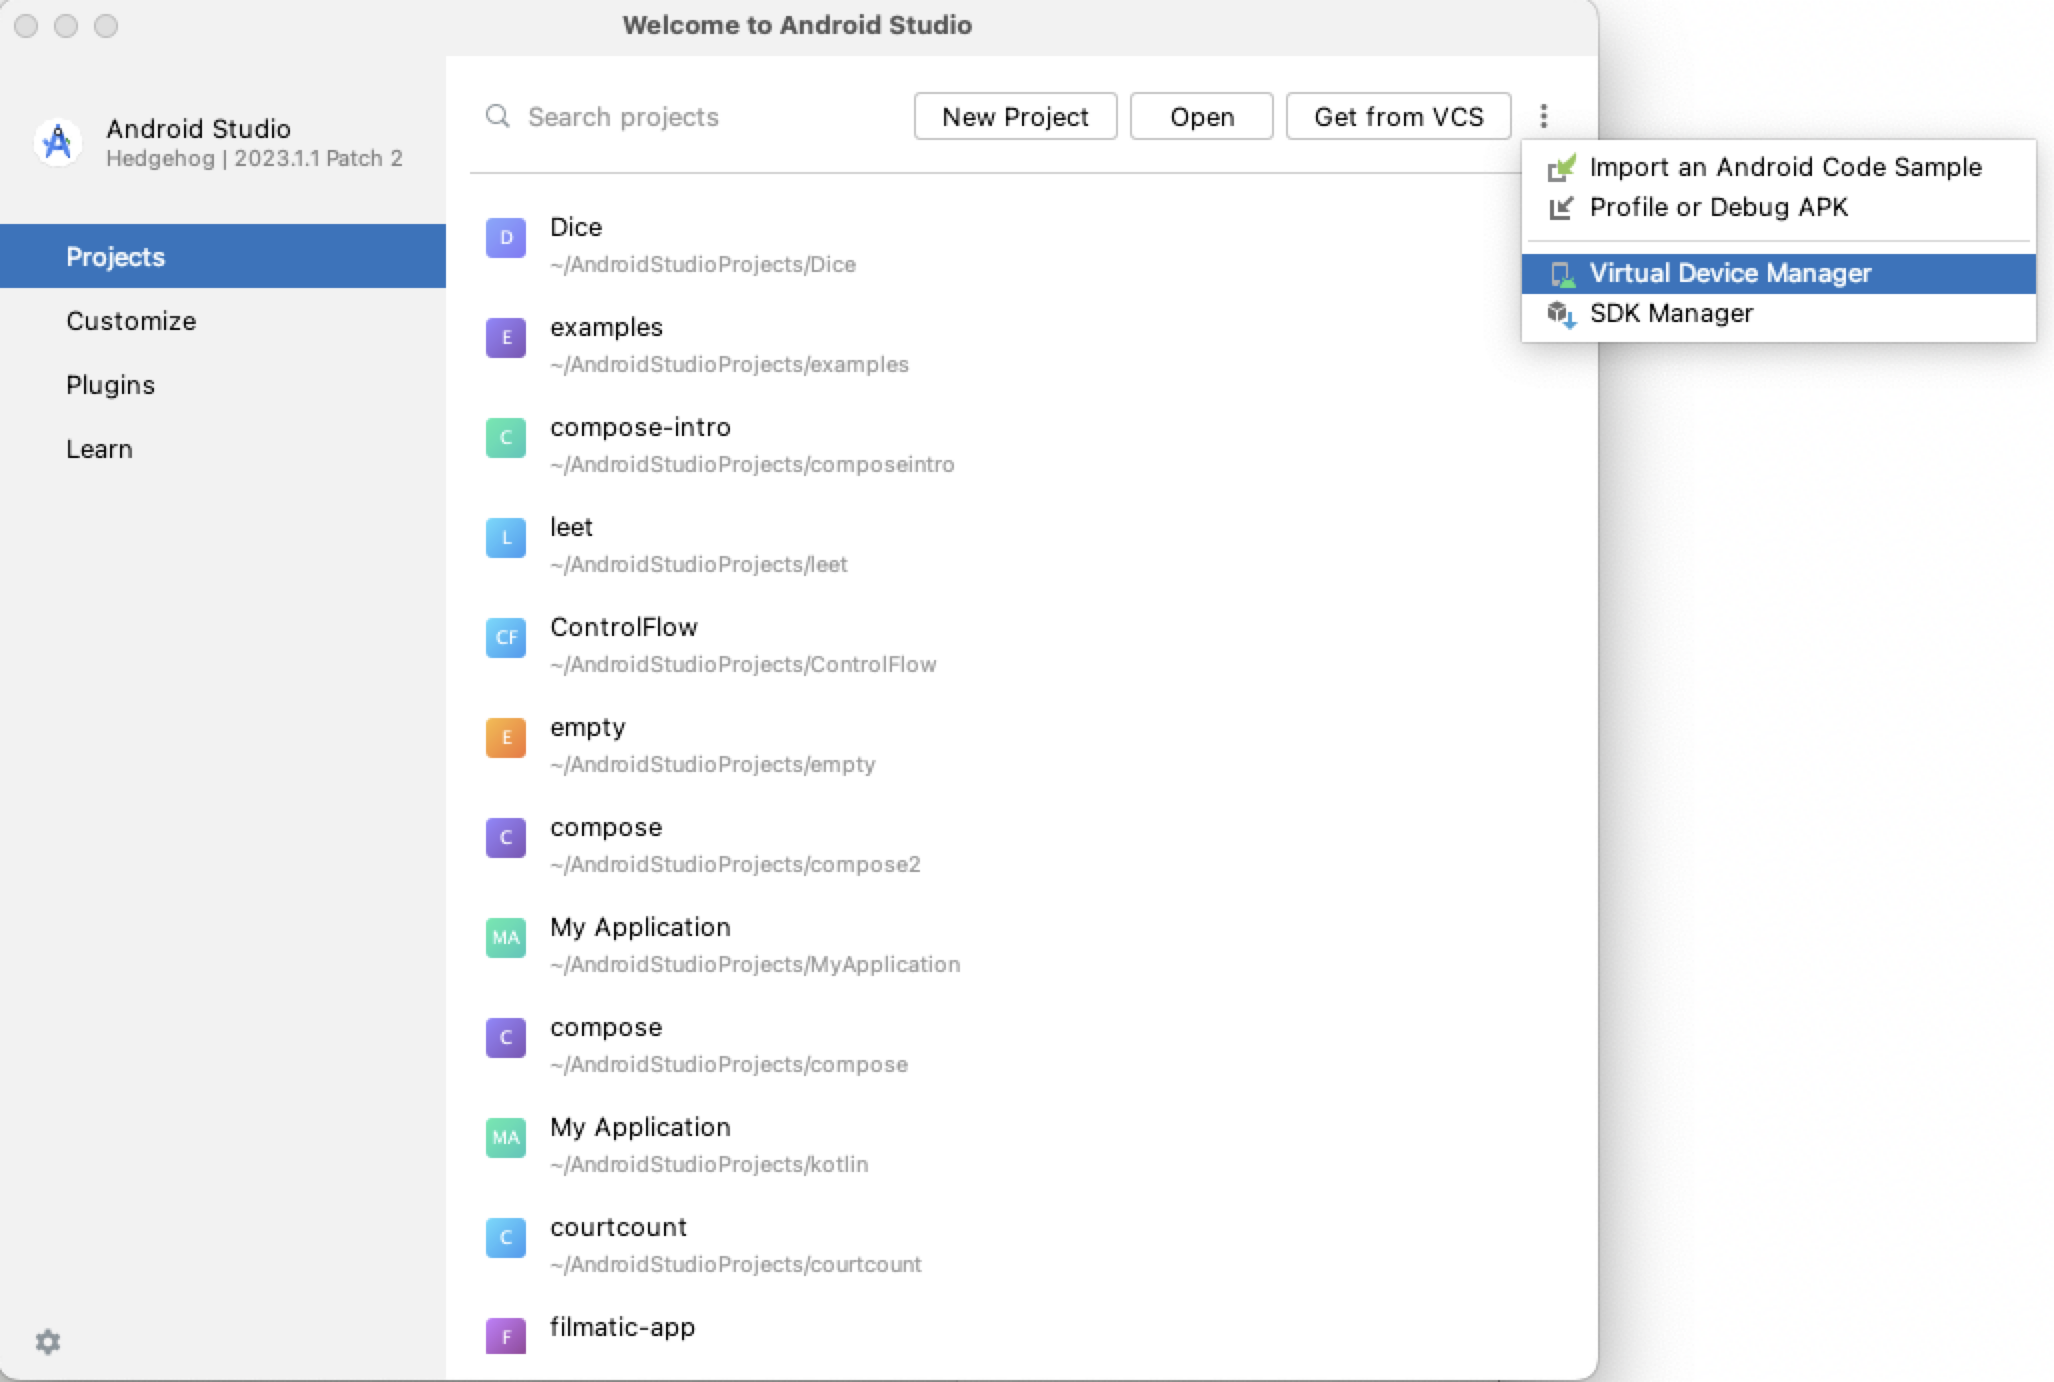 Welcome to Android Studio
Android Studio
Hedgehog | 2023.1.1 Patch 2
Projects
Customize
Plugins
Learn
Search projects
New Project
Open
Get from VCS
Import an Android Code Sample
Profile or Debug APK
Virtual Device Manager
SDK Manager
D
Dice
~/AndroidStudioProjects/Dice
E
examples
~/AndroidStudioProjects/examples
C
compose-intro
~/AndroidStudioProjects/composeintro
L
leet
~/AndroidStudioProjects/leet
CF
ControlFlow
~/AndroidStudioProjects/ControlFlow
E
empty
~/AndroidStudioProjects/empty
C
compose
~/AndroidStudioProjects/compose2
MA
My Application
~/AndroidStudioProjects/MyApplication
C
compose
~/AndroidStudioProjects/compose
MA
My Application
~/AndroidStudioProjects/kotlin
C
courtcount
~/AndroidStudioProjects/courtcount
F
filmatic-app